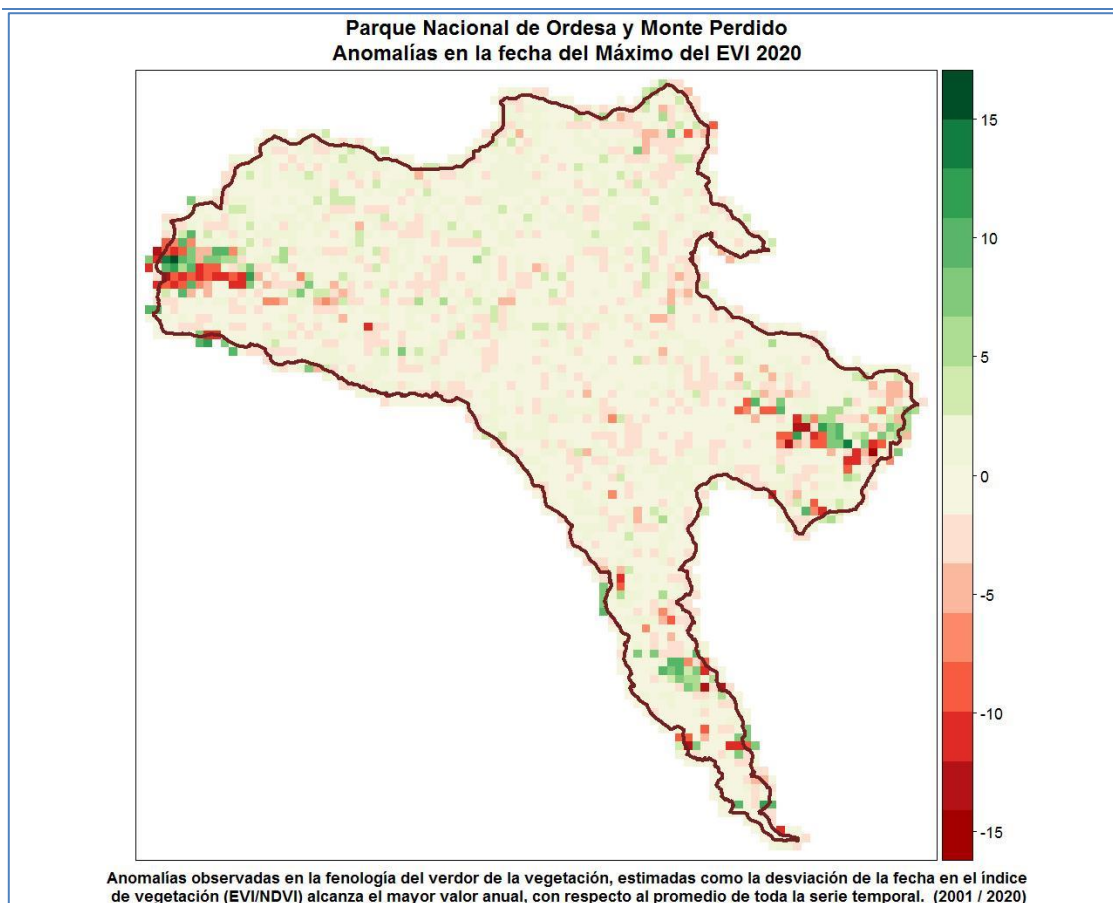 Parque Nacional de Ordesa y Monte Perdido
Anomalías en la fecha del Máximo del EVI 2020
15
10
5
0
-5
-10
-15
Anomalías observadas en la fenología del verdor de la vegetación, estimadas como la desviación de la fecha en el índice
de vegetación (EVI/NDVI) alcanza el mayor valor anual, con respecto al promedio de toda la serie temporal. (2001 / 2020)